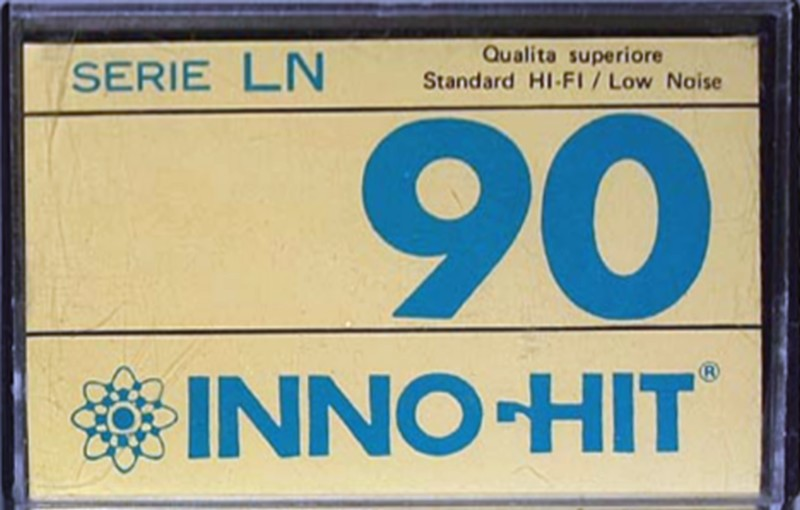 SERIE LN
Qualita superiore
Standard HI-FI / Low Noise
90
INNO-HIT®